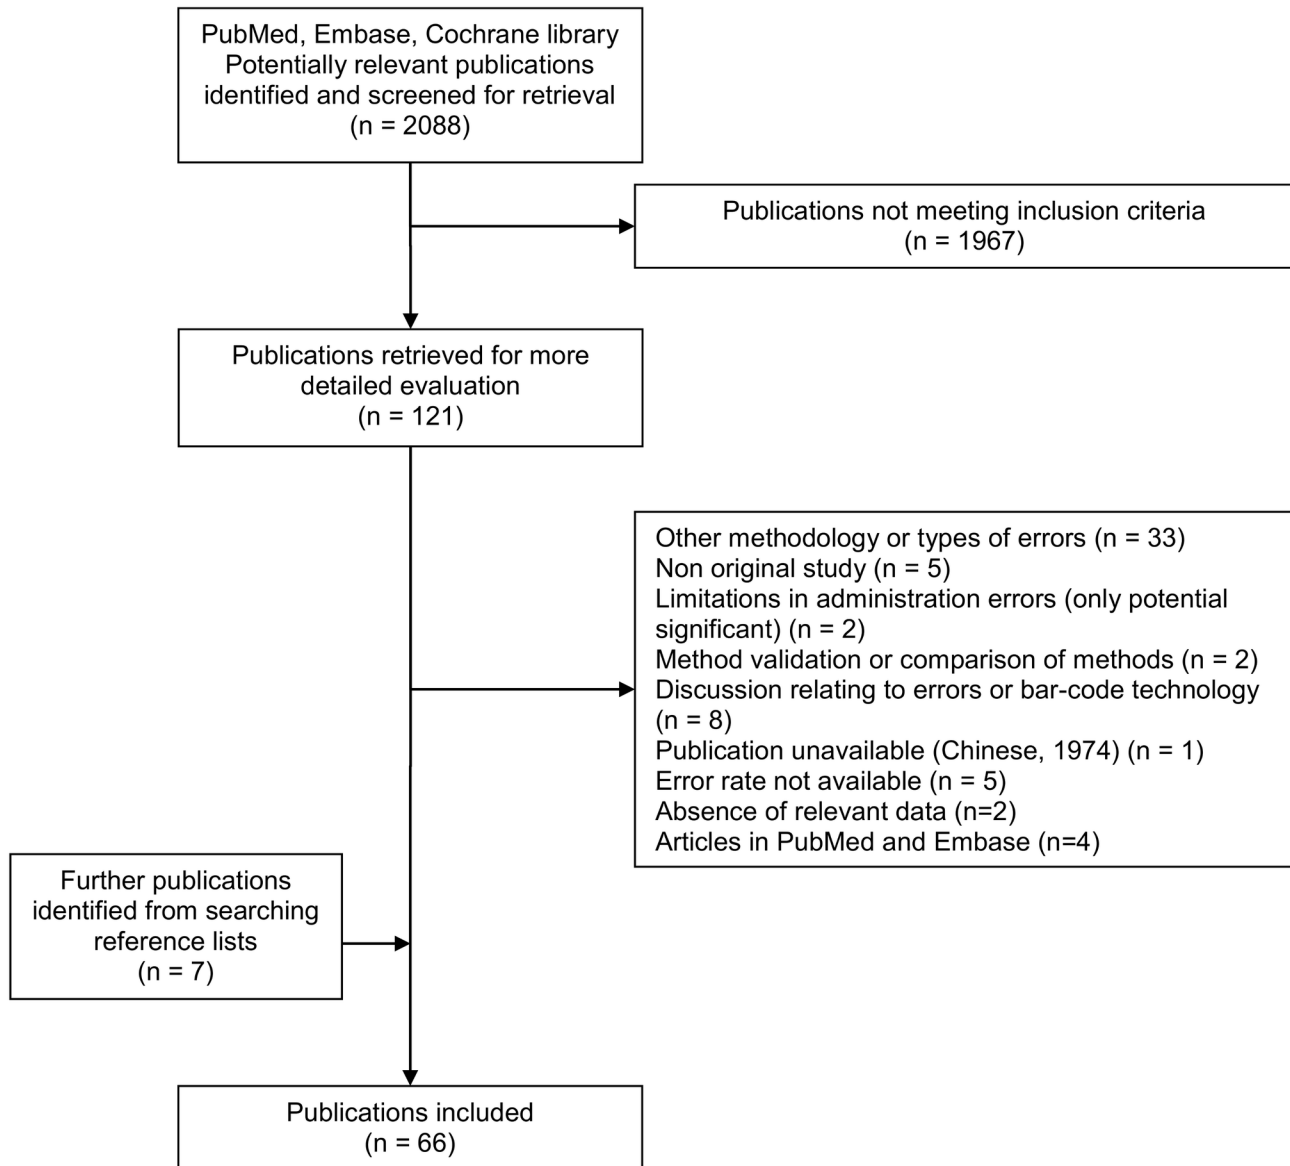 PubMed, Embase, Cochrane library
Potentially relevant publications
identified and screened for retrieval
(n = 2088)
Publications not meeting inclusion criteria
(n = 1967)
Publications retrieved for more
detailed evaluation
(n = 121)
Other methodology or types of errors (n = 33)
Non original study (n = 5)
Limitations in administration errors (only potential
significant) (n = 2)
Method validation or comparison of methods (n = 2)
Discussion relating to errors or bar-code technology
(n = 8)
Publication unavailable (Chinese, 1974) (n = 1)
Error rate not available (n = 5)
Absence of relevant data (n=2)
Articles in PubMed and Embase (n=4)
Further publications
identified from searching
reference lists
(n = 7)
Publications included
(n = 66)